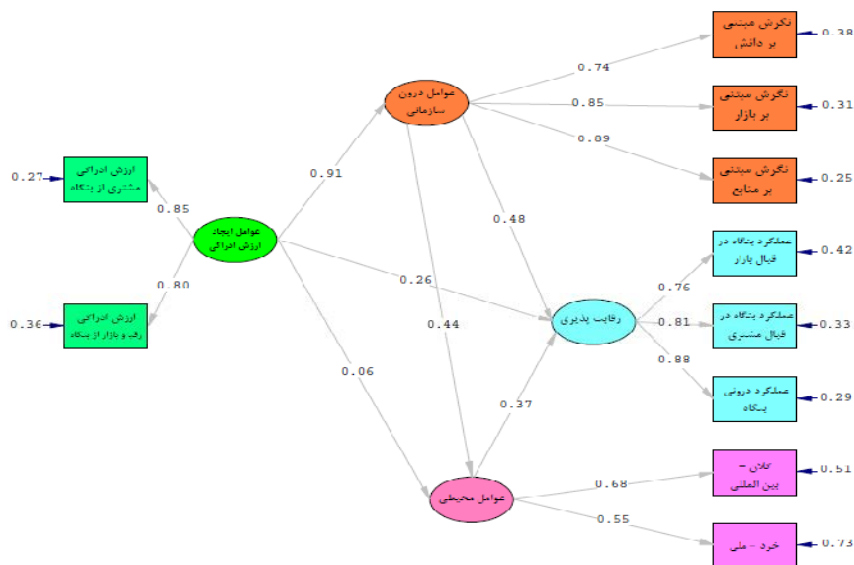 نگرش مبتنی
بر دانش
0.38
0.74
عوامل درون
سازمانی
0.85
نگرش مبتنی
بر بازار
0.31
0.09
نگرش مبتنی
بر منابع
0.25
0.27
ارزش ادراکی
مشتری از بنگاه
0.85
0.91
عوامل ایجاد
ارزش ادراکی
0.48
عملکرد بنگاه در
قبال بازار
0.42
0.26
0.76
0.80
رقابت پذیری
0.81
عملکرد بنگاه در
قبال مشتری
0.33
0.36
ارزش ادراکی
رقبا و بازار از بنگاه
0.44
0.88
0.06
0.37
عملکرد درونی
بنگاه
0.29
کلان –
بین المللی
0.51
0.68
عوامل محیطی
0.55
خرد – ملی
0.73